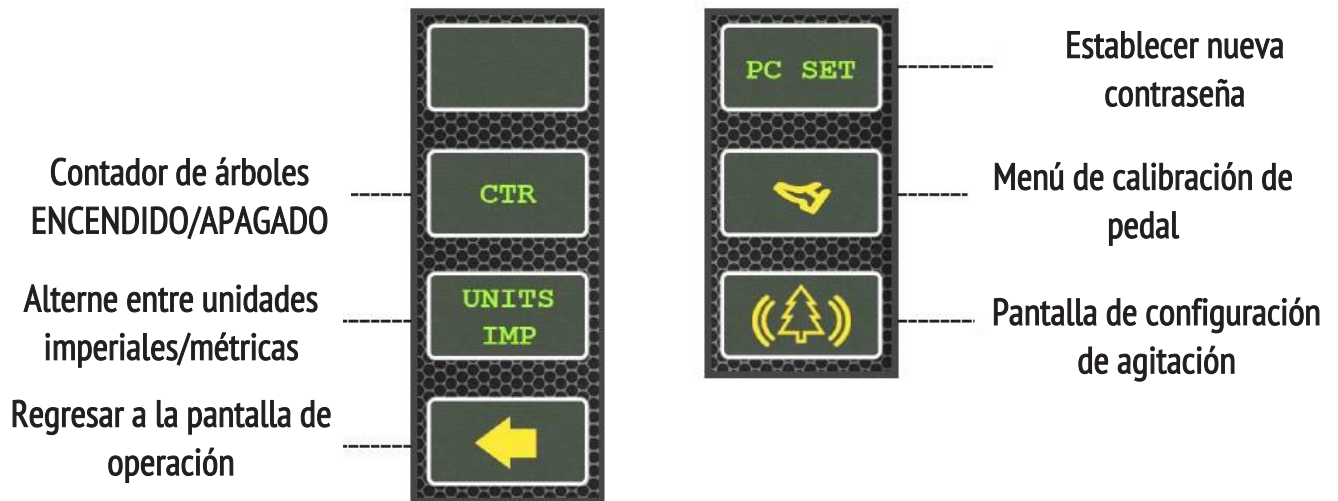 Contador de árboles
ENCENDIDO/APAGADO
CTR
Alterne entre unidades
imperiales/métricas
UNITS
IMP
Regresar a la pantalla de
operación
PC SET
Establecer nueva
contraseña
Menú de calibración de
pedal
Pantalla de configuración
de agitación